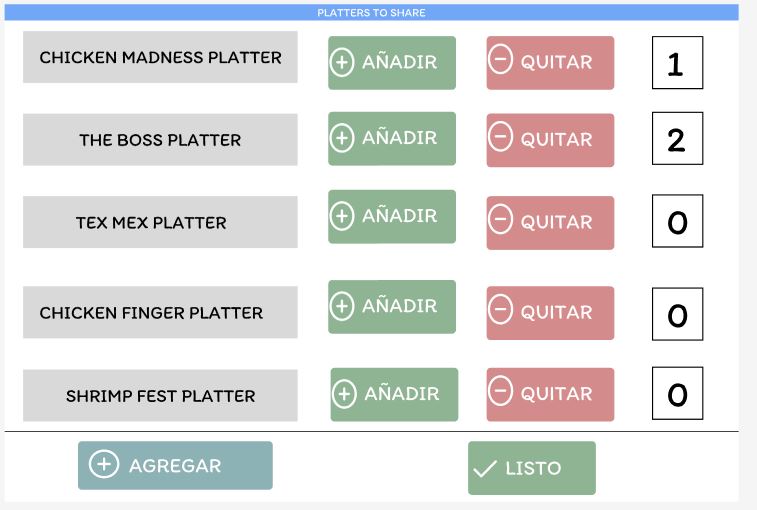 PLATTERS TO SHARE
CHICKEN MADNESS PLATTER AÑADIR QUITAR 1
THE BOSS PLATTER AÑADIR QUITAR 2
TEX MEX PLATTER AÑADIR QUITAR 0
CHICKEN FINGER PLATTER AÑADIR QUITAR 0
SHRIMP FEST PLATTER AÑADIR QUITAR 0
AGREGAR LISTO